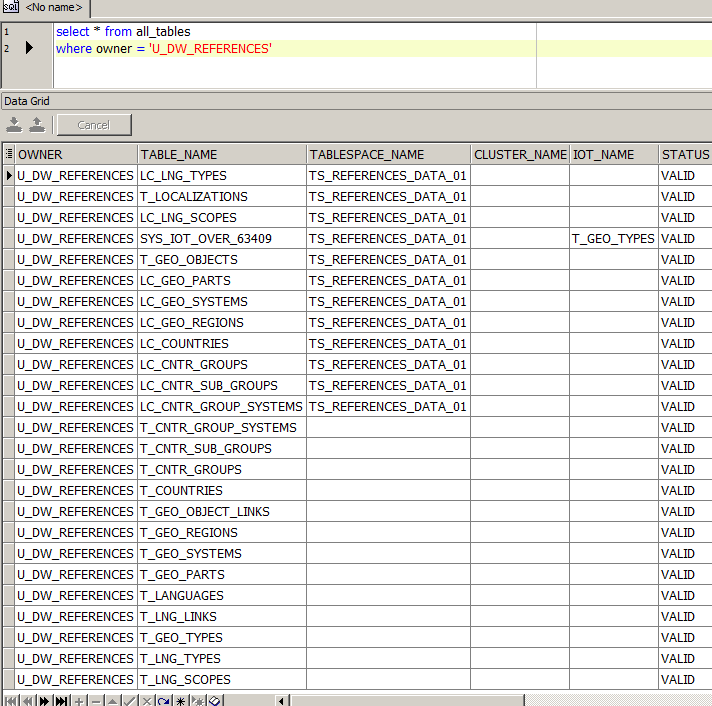 SQL <No name>
1 select * from all_tables
2 where owner = 'U_DW_REFERENCES'
Data Grid
Cancel
OWNER TABLE_NAME TABLESPACE_NAME CLUSTER_NAME IOT_NAME STATUS
U_DW_REFERENCES LC_LNG_TYPES TS_REFERENCES_DATA_01 VALID
U_DW_REFERENCES T_LOCALIZATIONS TS_REFERENCES_DATA_01 VALID
U_DW_REFERENCES LC_LNG_SCOPES TS_REFERENCES_DATA_01 VALID
U_DW_REFERENCES SYS_IOT_OVER_63409 TS_REFERENCES_DATA_01 T_GEO_TYPES VALID
U_DW_REFERENCES T_GEO_OBJECTS TS_REFERENCES_DATA_01 VALID
U_DW_REFERENCES LC_GEO_PARTS TS_REFERENCES_DATA_01 VALID
U_DW_REFERENCES LC_GEO_SYSTEMS TS_REFERENCES_DATA_01 VALID
U_DW_REFERENCES LC_GEO_REGIONS TS_REFERENCES_DATA_01 VALID
U_DW_REFERENCES LC_COUNTRIES TS_REFERENCES_DATA_01 VALID
U_DW_REFERENCES LC_CNTR_GROUPS TS_REFERENCES_DATA_01 VALID
U_DW_REFERENCES LC_CNTR_SUB_GROUPS TS_REFERENCES_DATA_01 VALID
U_DW_REFERENCES LC_CNTR_GROUP_SYSTEMS TS_REFERENCES_DATA_01 VALID
U_DW_REFERENCES T_CNTR_GROUP_SYSTEMS VALID
U_DW_REFERENCES T_CNTR_SUB_GROUPS VALID
U_DW_REFERENCES T_CNTR_GROUPS VALID
U_DW_REFERENCES T_COUNTRIES VALID
U_DW_REFERENCES T_GEO_OBJECT_LINKS VALID
U_DW_REFERENCES T_GEO_REGIONS VALID
U_DW_REFERENCES T_GEO_SYSTEMS VALID
U_DW_REFERENCES T_GEO_PARTS VALID
U_DW_REFERENCES T_LANGUAGES VALID
U_DW_REFERENCES T_LNG_LINKS VALID
U_DW_REFERENCES T_GEO_TYPES VALID
U_DW_REFERENCES T_LNG_TYPES VALID
U_DW_REFERENCES T_LNG_SCOPES VALID